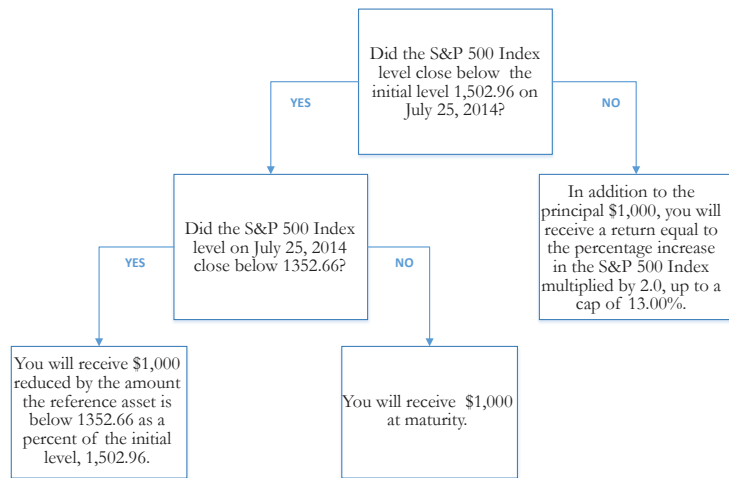 Did the S&P 500 Index
level close below the
initial level 1,502.96 on
July 25, 2014?
YES
NO
Did the S&P 500 Index
level on July 25, 2014
close below 1352.66?
In addition to the
principal $1,000, you will
receive a return equal to
the percentage increase
in the S&P 500 Index
multiplied by 2.0, up to a
cap of 13.00%.
YES
NO
You will receive $1,000
reduced by the amount
the reference asset is
below 1352.66 as a
percent of the initial
level, 1,502.96.
You will receive $1,000
at maturity.